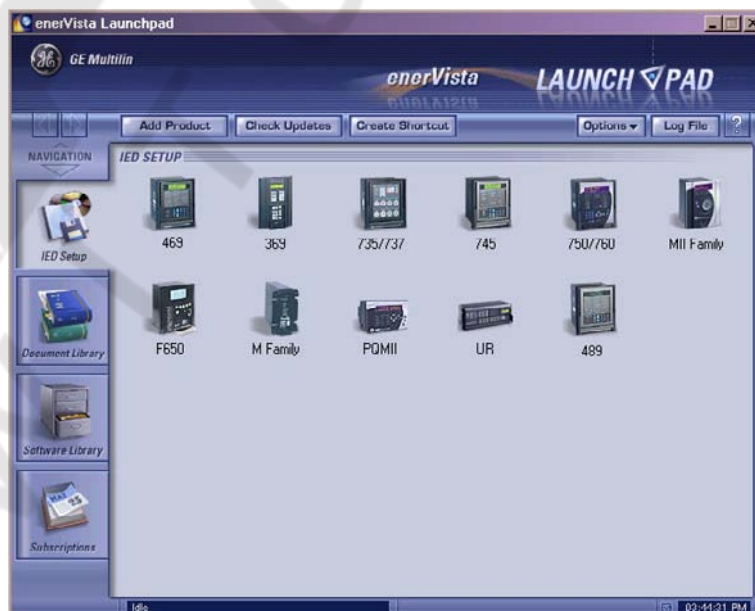 enerVista Launchpad
GE Multilin
enerVista LAUNCH PAD
Add Product Check Updates Create Shortcut Options Log File ?
NAVIGATION
IED SETUP
469 369 735/737 745 750/760 MII Family
IED Setup
F650 M Family PQMII UR 489
Document Library
Software Library
Subscriptions
Idle 03:44:31 PM